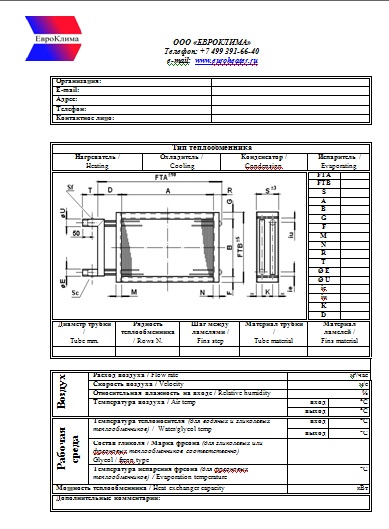 ЕвроКлима
ООО «ЕВРОКЛИМА»
Телефон: +7 499 391-66-40
e-mail: www.euroheater.ru
Организация:
E-mail:
Адрес:
Телефон:
Контактное лицо:
Тип теплообменника
Нагреватель / Heating
Охладитель / Cooling
Конденсатор / Condension
Испаритель / Evaporating
FTA
T D A R S
G
øU
50
B
FTB
øE
Sc
M N F K
FTA
FTB
S
A
B
G
F
M
N
R
T
Ø E
Ø U
K
D
Диаметр трубки / Tube mm.
Рядность теплообменника / Rows N.
Шаг между ламелями / Fins step
Материал трубки / Tube material
Материал ламелей / Fins material
Воздух
Расход воздуха / Flow rate м³/час
Скорость воздуха / Velocity м/с
Относительная влажность на входе / Relative humidity %
Температура воздуха / Air temp вход °C
выход °C
Рабочая среда
Температура теплоносителя (для водяных и гликолевых теплообменников) / Water/glycol temp вход °C
выход °C
Состав гликоля / Марка фреона (для гликолевых или фреоновых теплообменников соответственно)
Glycol / freon type
Температура испарения фреона (для фреоновых теплообменников) / Evaporation temperature °C
Мощность теплообменника / Heat exchanger capacity кВт
Дополнительные комментарии: